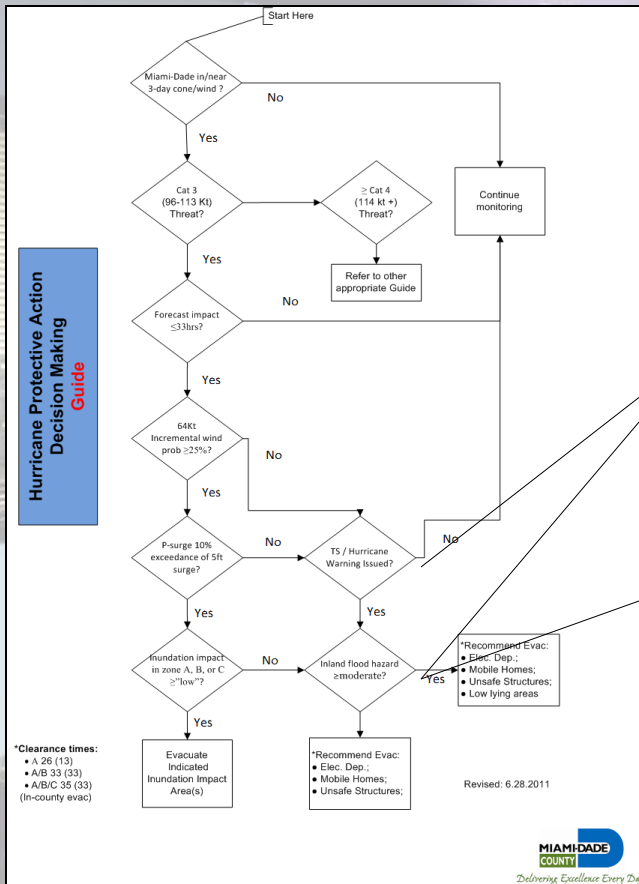 Start Here
Miami-Dade in/near
3-day cone/wind ?
No
Yes
Cat 3
(96-113 Kt)
Threat?
≥ Cat 4
(114 kt +)
Threat?
Continue
monitoring
Yes
Refer to other
appropriate Guide
Hurricane Protective Action
Decision Making
Guide
Forecast impact
≤33hrs?
No
Yes
64Kt
Incremental wind
prob ≥25%?
No
Yes
P-surge 10%
exceedance of 5ft
surge?
No
TS / Hurricane
Warning Issued?
No
Yes
Yes
Inundation impact
in zone A, B, or C
≥"low"?
No
Inland flood hazard
≥moderate?
Yes
*Recommend Evac:
● Elec. Dep.;
● Mobile Homes;
● Unsafe Structures;
● Low lying areas
Yes
Evacuate
Indicated
Inundation Impact
Area(s)
*Recommend Evac:
● Elec. Dep.;
● Mobile Homes;
● Unsafe Structures;
*Clearance times:
• A 26 (13)
• A/B 33 (33)
• A/B/C 35 (33)
(In-county evac)
Revised: 6.28.2011
MIAMI-DADE
COUNTY
Delivering Excellence Every Da